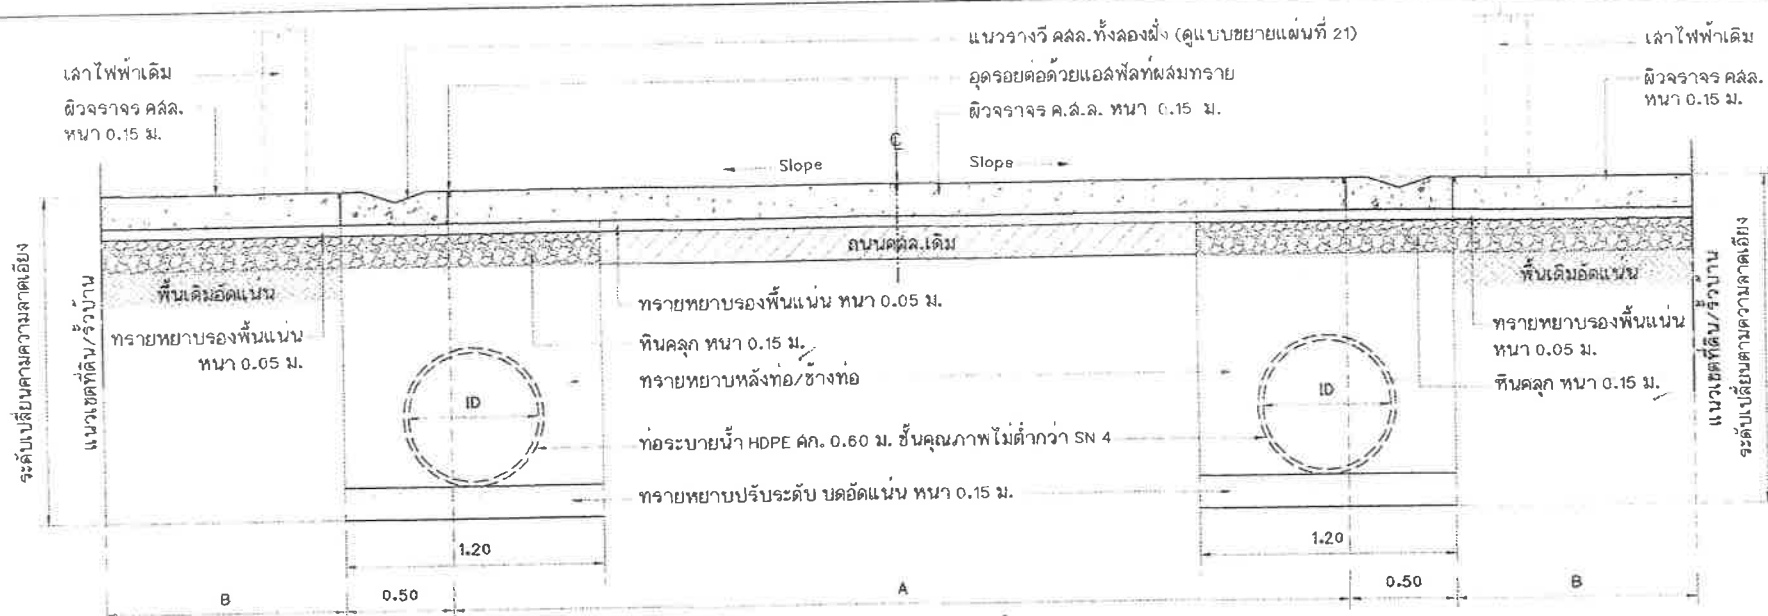 แนวรางวี คสล.ทั้งสองฝั่ง (ดูแบบขยายแผ่นที่ 21)
อุดรอยต่อด้วยแอสฟัลท์ผสมทราย
ผิวจราจร ค.ส.ล. หนา 0.15 ม.
เสาไฟฟ้าเดิม
ผิวจราจร คสล.
หนา 0.15 ม.
เสาไฟฟ้าเดิม
ผิวจราจร คสล.
หนา 0.15 ม.
Slope
Slope
ถนนคสล.เดิม
พื้นเดิมอัดแน่น
พื้นเดิมอัดแน่น
ระดับเปลี่ยนตามความลาดเอียง
แนวเขตที่ดิน/รั้วบ้าน
ทรายหยาบรองพื้นแน่น
หนา 0.05 ม.
ทรายหยาบรองพื้นแน่น หนา 0.05 ม.
หินคลุก หนา 0.15 ม.
ทรายหยาบหลังท่อ/ข้างท่อ
ท่อระบายน้ำ HDPE ศก. 0.60 ม. ชั้นคุณภาพไม่ต่ำกว่า SN 4
ทรายหยาบปรับระดับ บดอัดแน่น หนา 0.15 ม.
ทรายหยาบรองพื้นแน่น
หนา 0.05 ม.
หินคลุก หนา 0.15 ม.
แนวเขตที่ดิน/รั้วบ้าน
ระดับเปลี่ยนตามความลาดเอียง
ID
ID
1.20
1.20
B
0.50
A
0.50
B